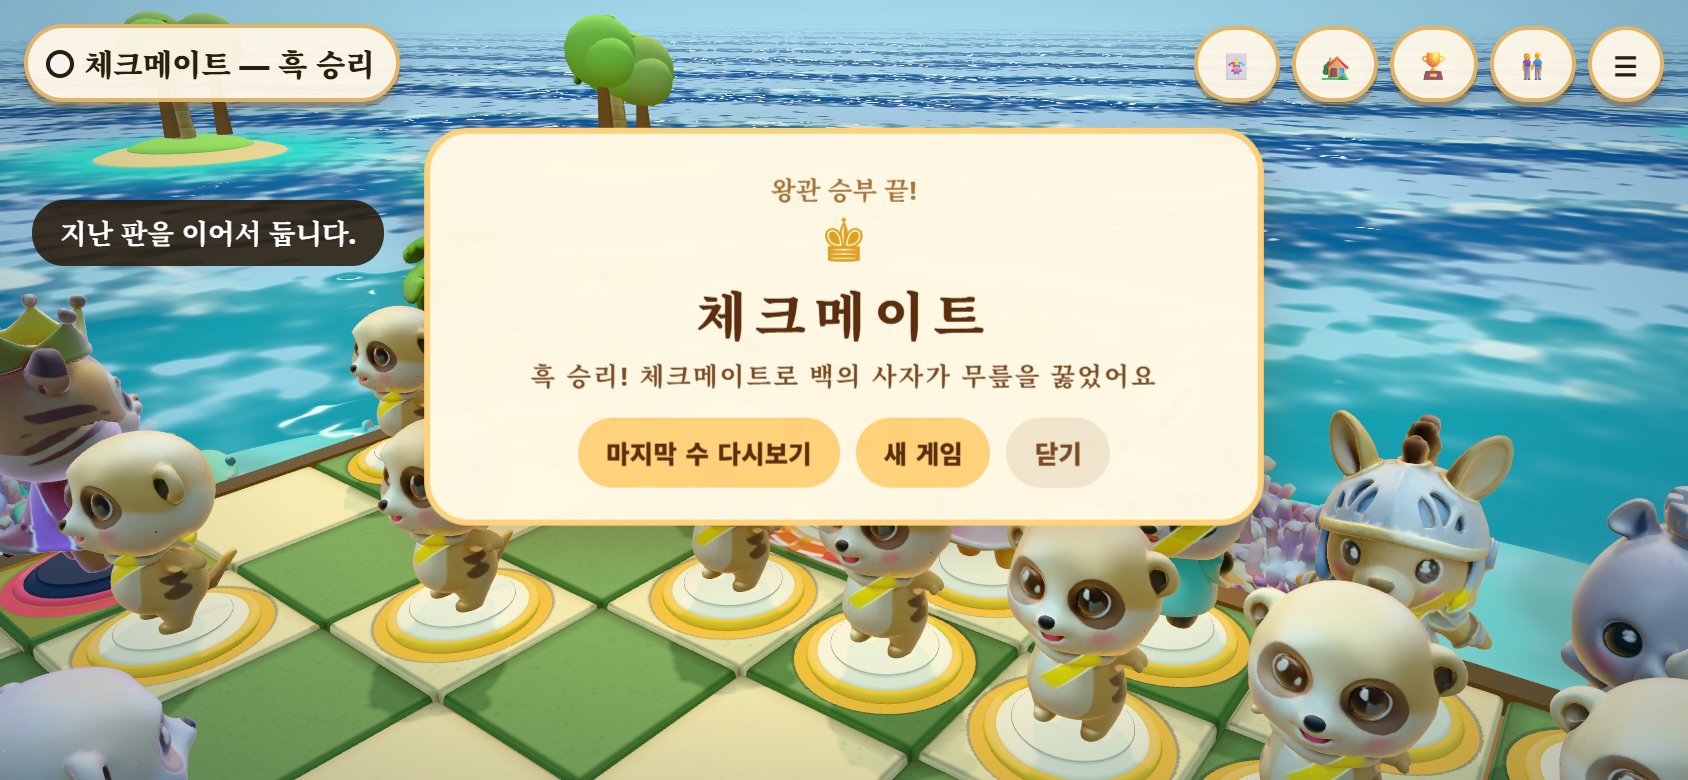 체크메이트 — 흑 승리
지난 판을 이어서 둡니다.
왕관 승부 끝!
체크메이트
흑 승리! 체크메이트로 백의 사자가 무릎을 꿇었어요
마지막 수 다시보기
새 게임
닫기